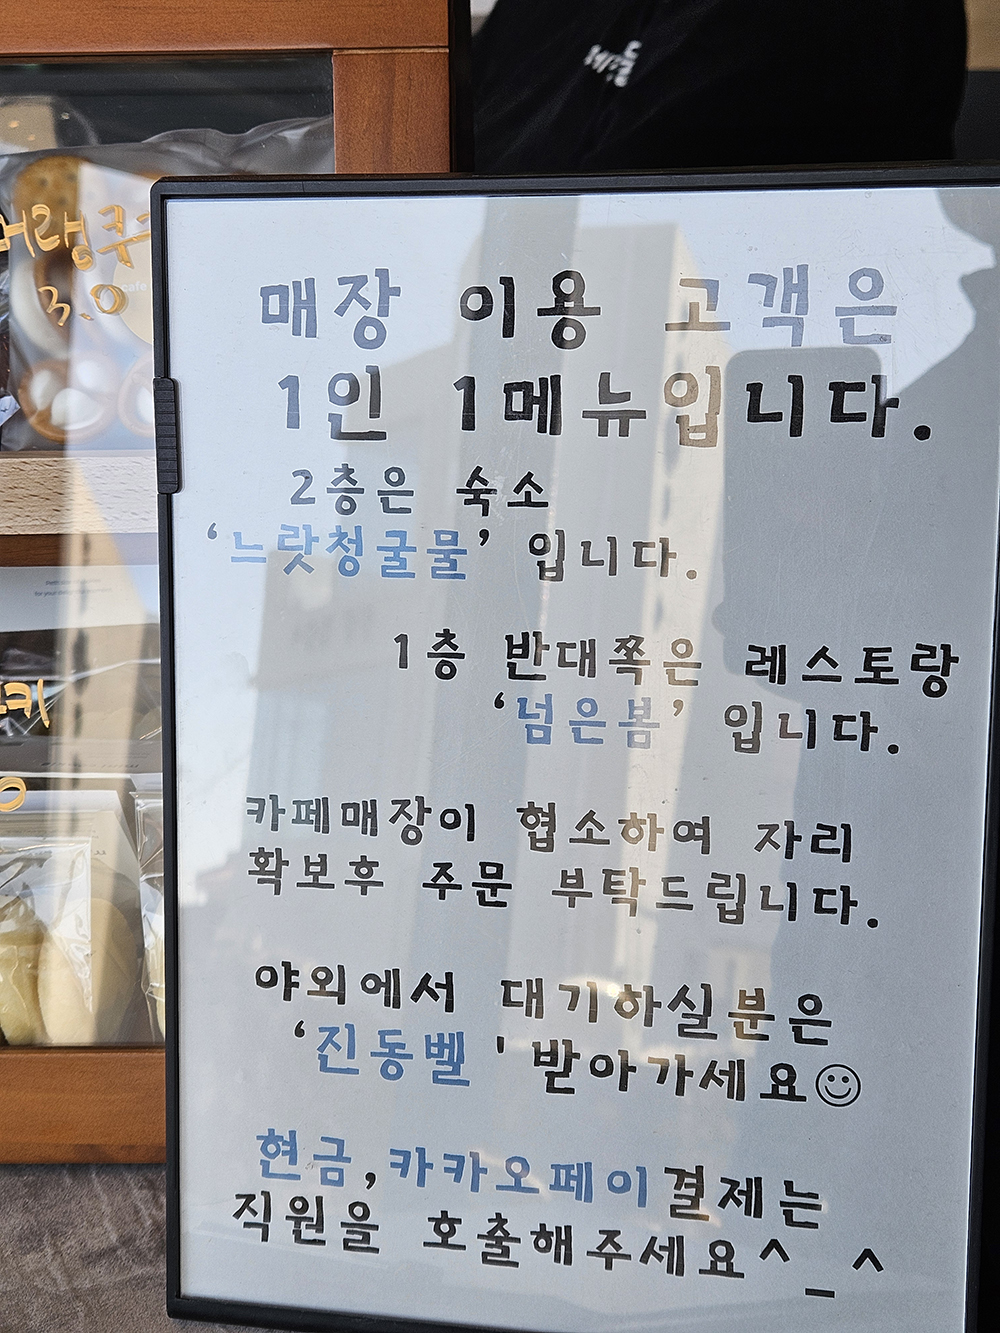 3.0
매장 이용 고객은
1인 1메뉴입니다.
2층은 숙소
‘느랏청굴물’ 입니다.
1층 반대쪽은 레스토랑
‘넘은봄’ 입니다.
카페매장이 협소하여 자리
확보후 주문 부탁드립니다.
야외에서 대기하실분은
‘진동벨' 받아가세요☺
현금,카카오페이결제는
직원을 호출해주세요^_^